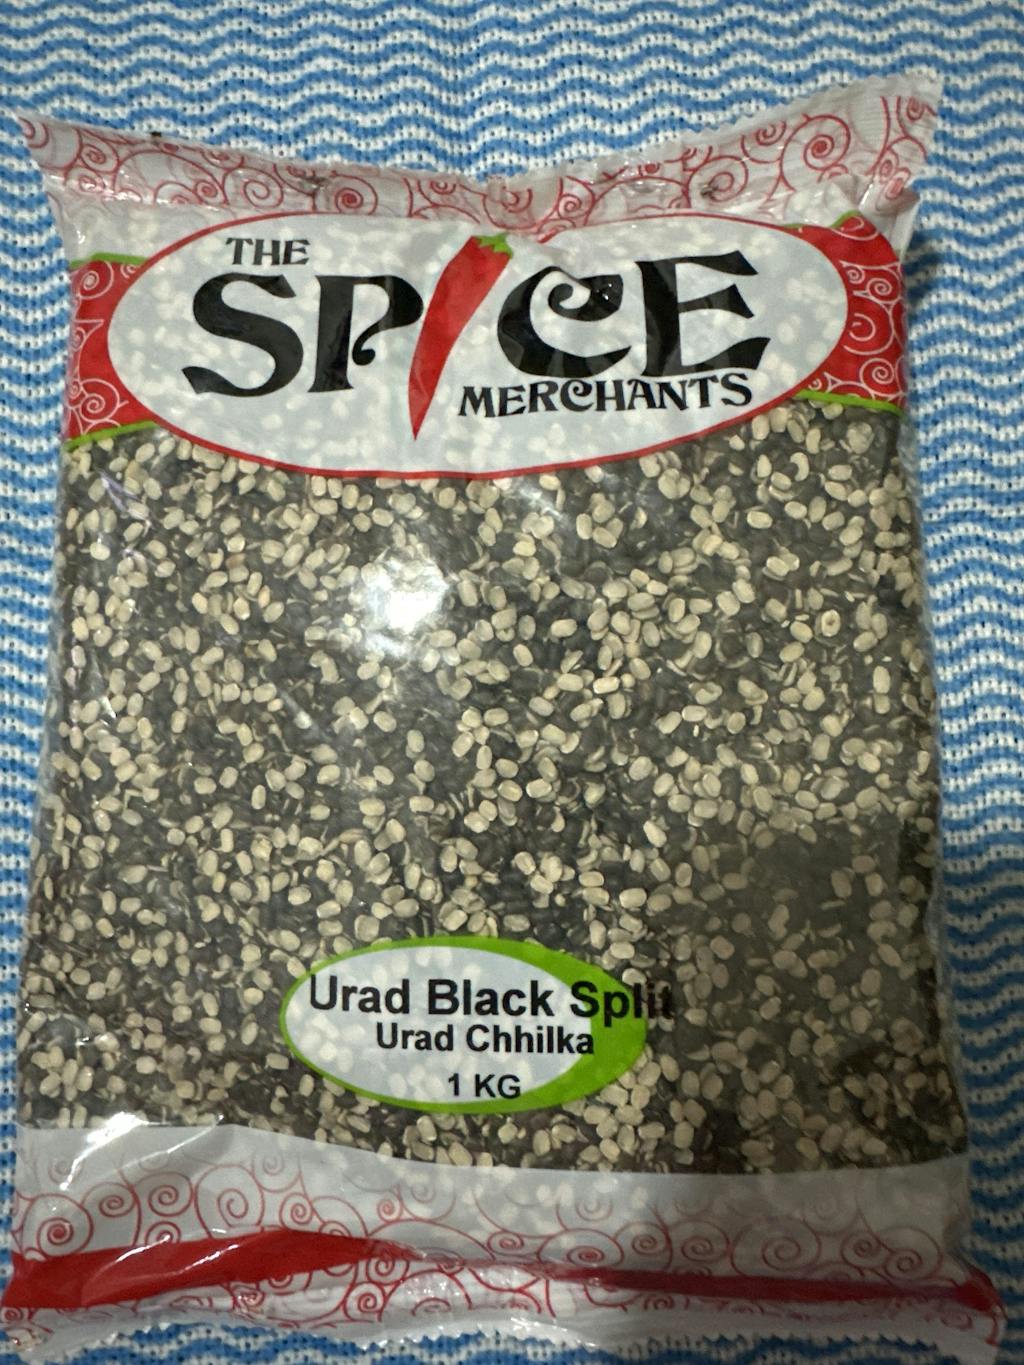 THE
SPICE
MERCHANTS
Urad Black Split
Urad Chhilka
1 KG